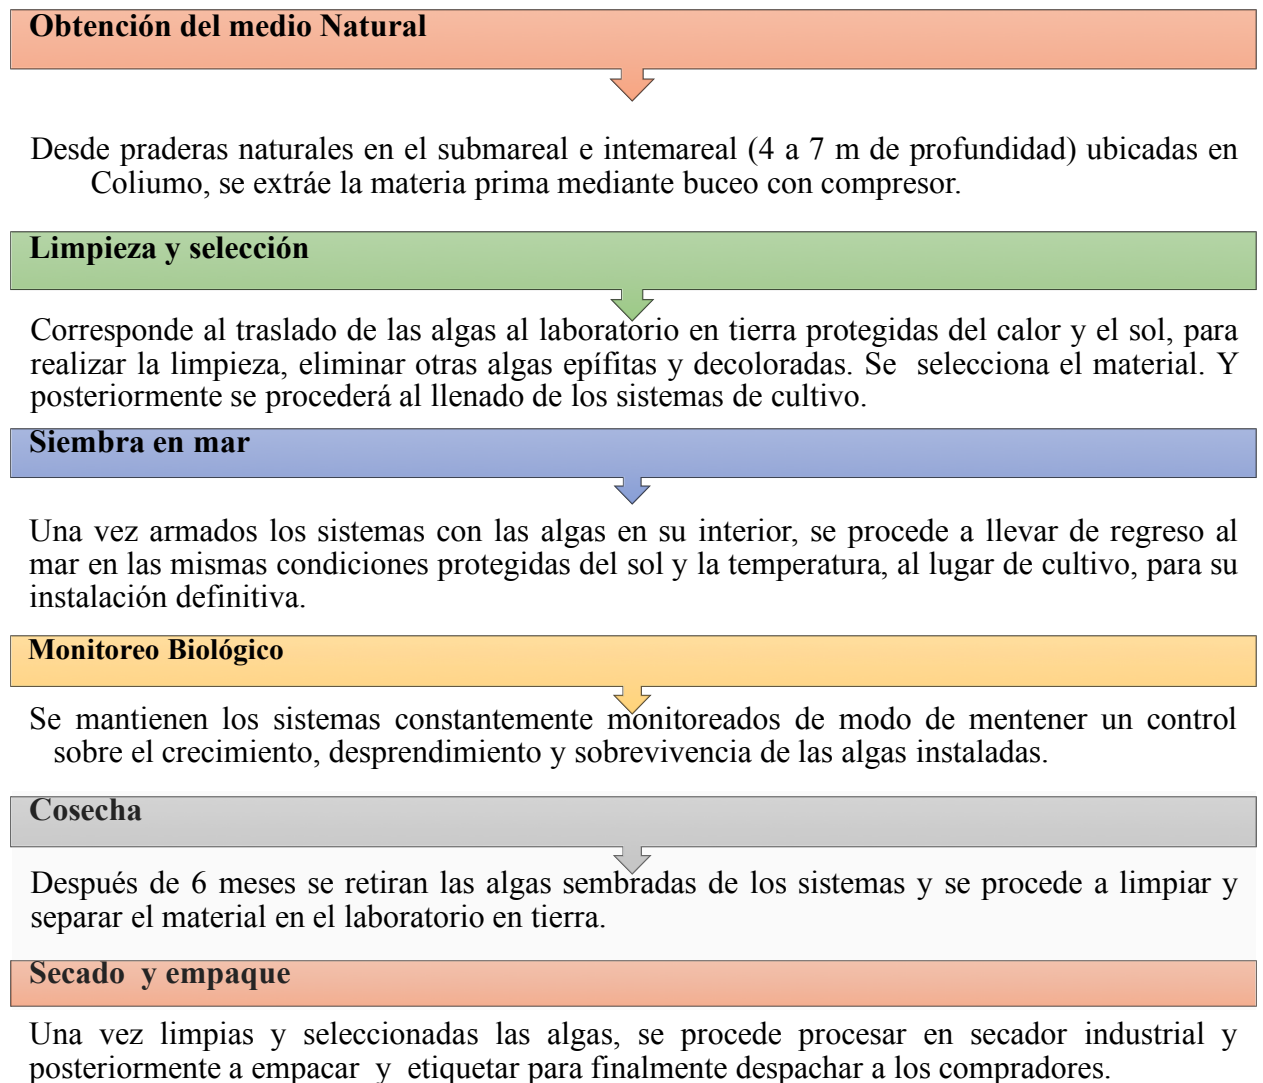 Obtención del medio Natural
Desde praderas naturales en el submareal e intemareal (4 a 7 m de profundidad) ubicadas en
Coliumo, se extráe la materia prima mediante buceo con compresor.
Limpieza y selección
Corresponde al traslado de las algas al laboratorio en tierra protegidas del calor y el sol, para
realizar la limpieza, eliminar otras algas epífitas y decoloradas. Se selecciona el material. Y
posteriormente se procederá al llenado de los sistemas de cultivo.
Siembra en mar
Una vez armados los sistemas con las algas en su interior, se procede a llevar de regreso al
mar en las mismas condiciones protegidas del sol y la temperatura, al lugar de cultivo, para su
instalación definitiva.
Monitoreo Biológico
Se mantienen los sistemas constantemente monitoreados de modo de mentener un control
sobre el crecimiento, desprendimiento y sobrevivencia de las algas instaladas.
Cosecha
Después de 6 meses se retiran las algas sembradas de los sistemas y se procede a limpiar y
separar el material en el laboratorio en tierra.
Secado y empaque
Una vez limpias y seleccionadas las algas, se procede procesar en secador industrial y
posteriormente a empacar y etiquetar para finalmente despachar a los compradores.